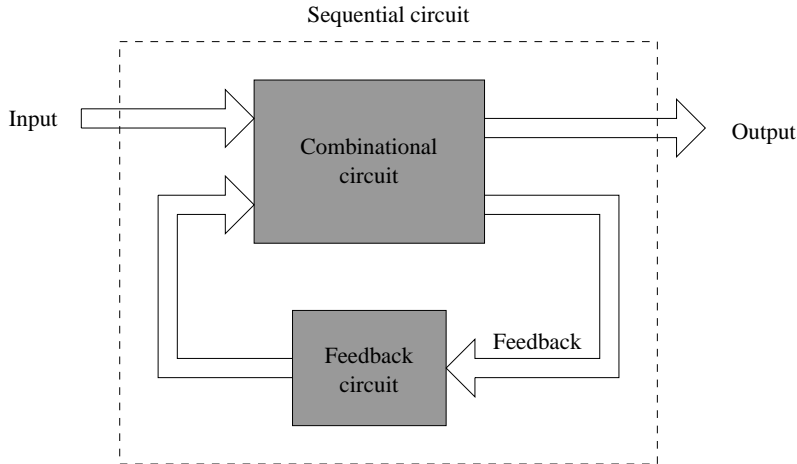 Sequential circuit
Input
Combinational
circuit
Output
Feedback
Feedback
circuit